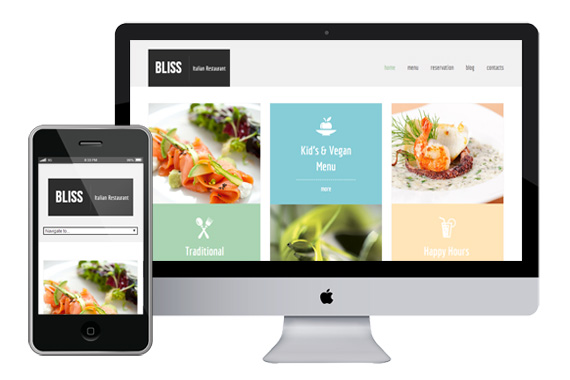 BLISS Italian Restaurant
home menu reservation blog contacts
Kid's & Vegan
Menu
more
Traditional
Happy Hours
BLISS Italian Restaurant
Navigate to...